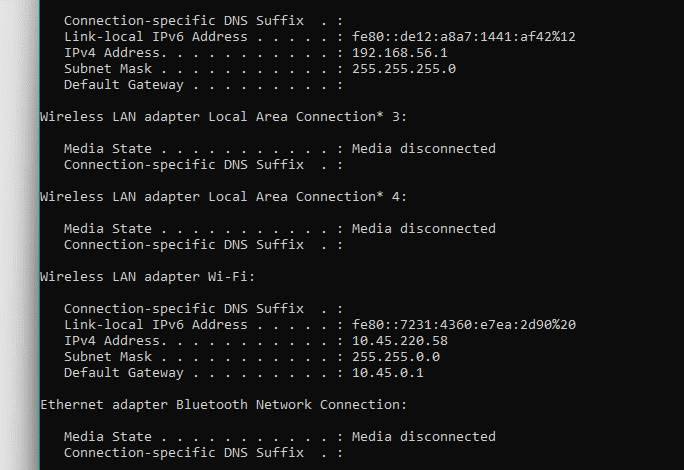 Connection-specific DNS Suffix  . :
Link-local IPv6 Address . . . . . : fe80::de12:a8a7:1441:af42%12
IPv4 Address. . . . . . . . . . . : 192.168.56.1
Subnet Mask . . . . . . . . . . . : 255.255.255.0
Default Gateway . . . . . . . . . :
Wireless LAN adapter Local Area Connection* 3:
Media State . . . . . . . . . . . : Media disconnected
Connection-specific DNS Suffix  . :
Wireless LAN adapter Local Area Connection* 4:
Media State . . . . . . . . . . . : Media disconnected
Connection-specific DNS Suffix  . :
Wireless LAN adapter Wi-Fi:
Connection-specific DNS Suffix  . :
Link-local IPv6 Address . . . . . : fe80::7231:4360:e7ea:2d90%20
IPv4 Address. . . . . . . . . . . : 10.45.220.58
Subnet Mask . . . . . . . . . . . : 255.255.0.0
Default Gateway . . . . . . . . . : 10.45.0.1
Ethernet adapter Bluetooth Network Connection:
Media State . . . . . . . . . . . : Media disconnected
Connection-specific DNS Suffix  . :